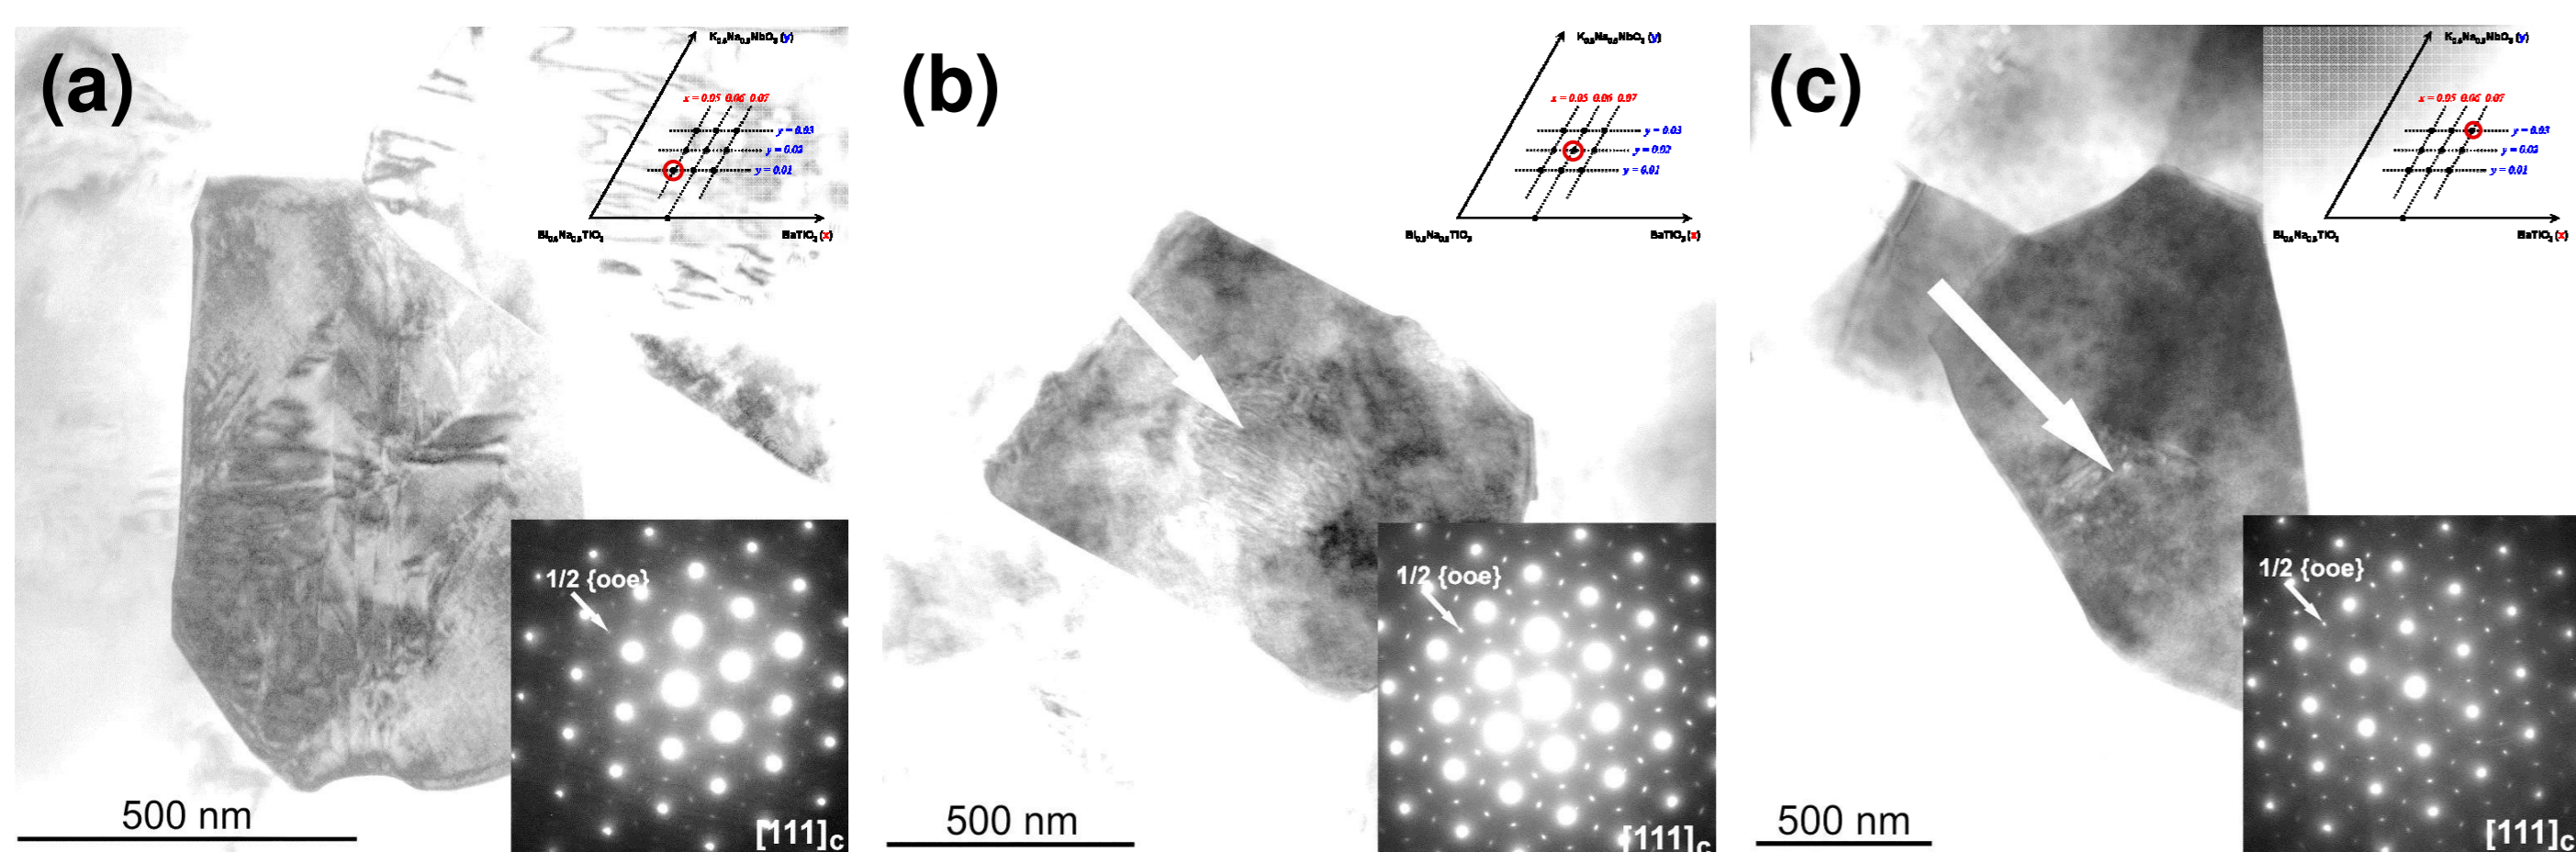 (a)
K₀.₅Na₀.₅NbO₃ (y)
x = 0.05 0.06 0.07
y = 0.03
y = 0.02
y = 0.01
Bi₀.₅Na₀.₅TiO₃
BaTiO₃ (x)
1/2 {ooe}
[111]c
500 nm
(b)
K₀.₅Na₀.₅NbO₃ (y)
x = 0.05 0.06 0.07
y = 0.03
y = 0.02
y = 0.01
Bi₀.₅Na₀.₅TiO₃
BaTiO₃ (x)
1/2 {ooe}
[111]c
500 nm
(c)
K₀.₅Na₀.₅NbO₃ (y)
x = 0.05 0.06 0.07
y = 0.03
y = 0.02
y = 0.01
Bi₀.₅Na₀.₅TiO₃
BaTiO₃ (x)
1/2 {ooe}
[111]c
500 nm